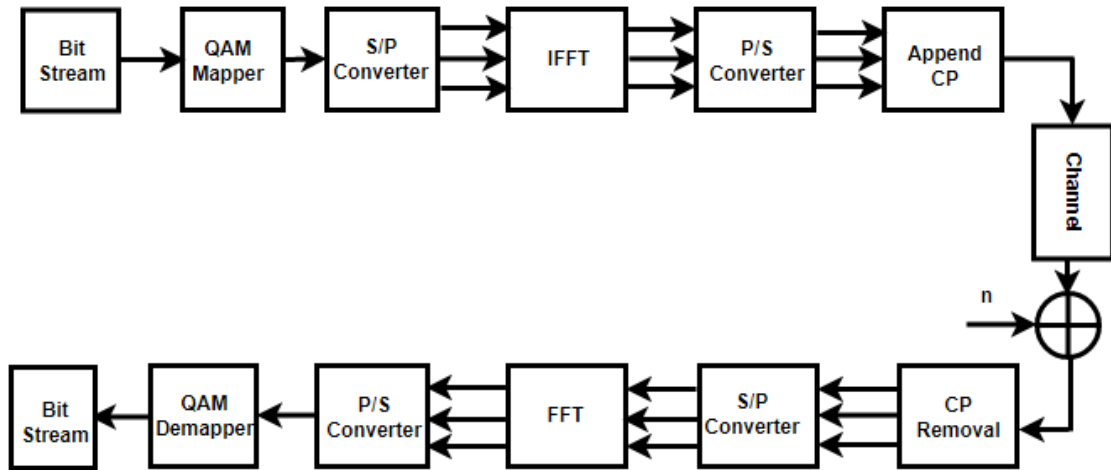 Bit
Stream
QAM
Mapper
S/P
Converter
IFFT
P/S
Converter
Append
CP
Channel
n
Bit
Stream
QAM
Demapper
P/S
Converter
FFT
S/P
Converter
CP
Removal